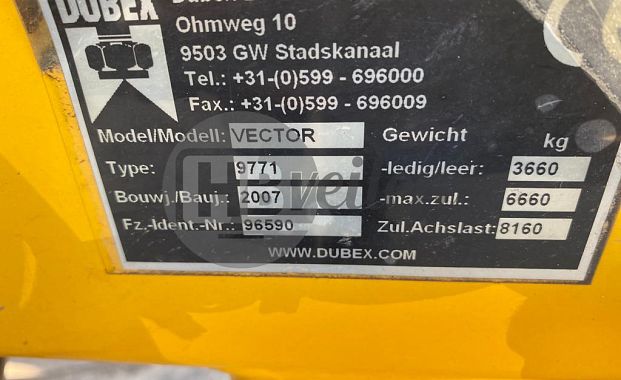 DUBEX
Dubex
Ohmweg 10
9503 GW Stadskanaal
Tel.: +31-(0)599 - 696000
Fax.: +31-(0)599 - 696009
Model/Modell: VECTOR
Type: 9771
Bouwj./Bauj.: 2007
Fz.-Ident.-Nr.: 96590
Gewicht kg
-ledig/leer: 3660
-max.zul.: 6660
Zul.Achslast: 8160
WWW.DUBEX.COM